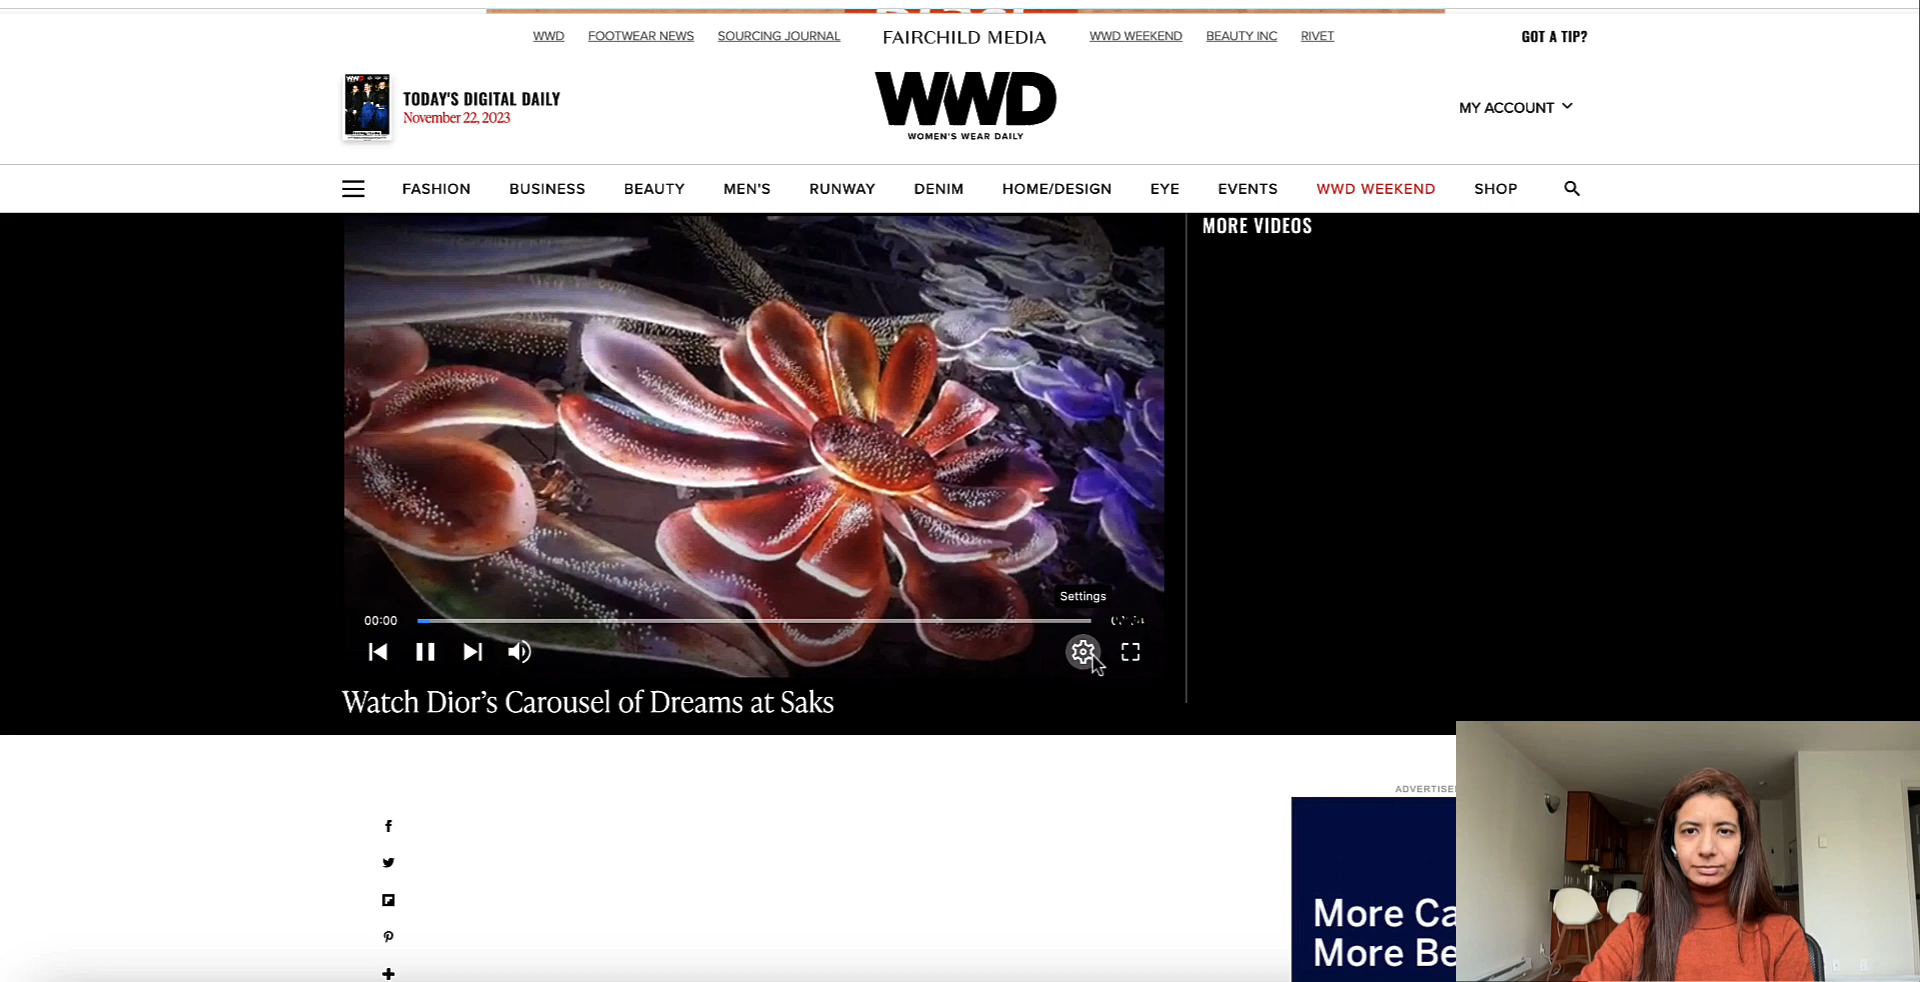 WWD FOOTWEAR NEWS SOURCING JOURNAL FAIRCHILD MEDIA WWD WEEKEND BEAUTY INC RIVET GOT A TIP?
TODAY'S DIGITAL DAILY
November 22, 2023
WWD
WOMEN'S WEAR DAILY
MY ACCOUNT
FASHION BUSINESS BEAUTY MEN'S RUNWAY DENIM HOME/DESIGN EYE EVENTS WWD WEEKEND SHOP
MORE VIDEOS
Settings
00:00
Watch Dior's Carousel of Dreams at Saks
ADVERTISE
More Ca
More Be